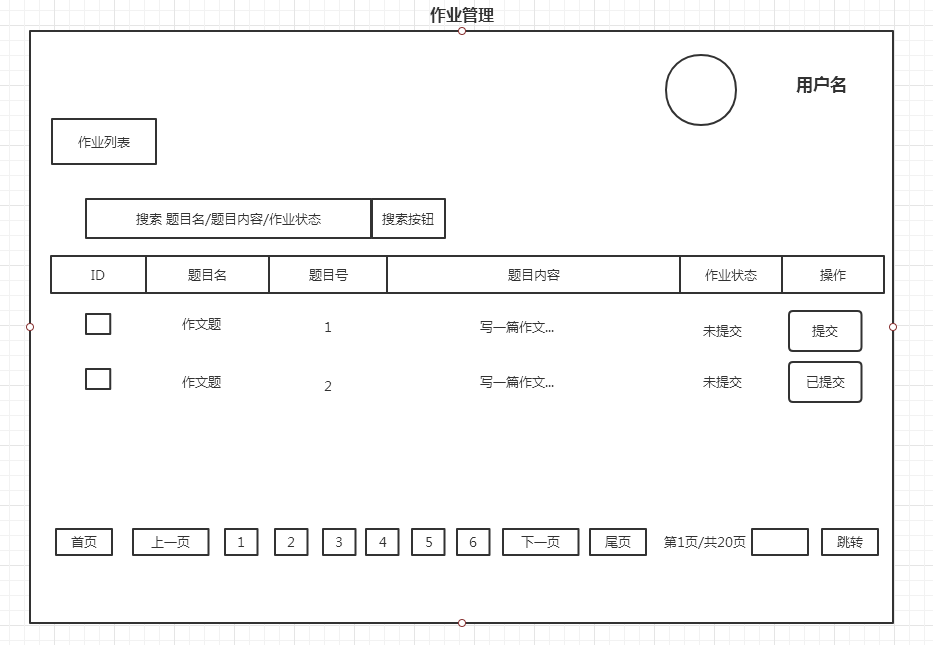 作业管理
用户名
作业列表
搜索 题目名/题目内容/作业状态 搜索按钮
ID 题目名 题目号 题目内容 作业状态 操作
作文题 1 写一篇作文... 未提交 提交
作文题 2 写一篇作文... 未提交 已提交
首页 上一页 1 2 3 4 5 6 下一页 尾页 第1页/共20页 跳转